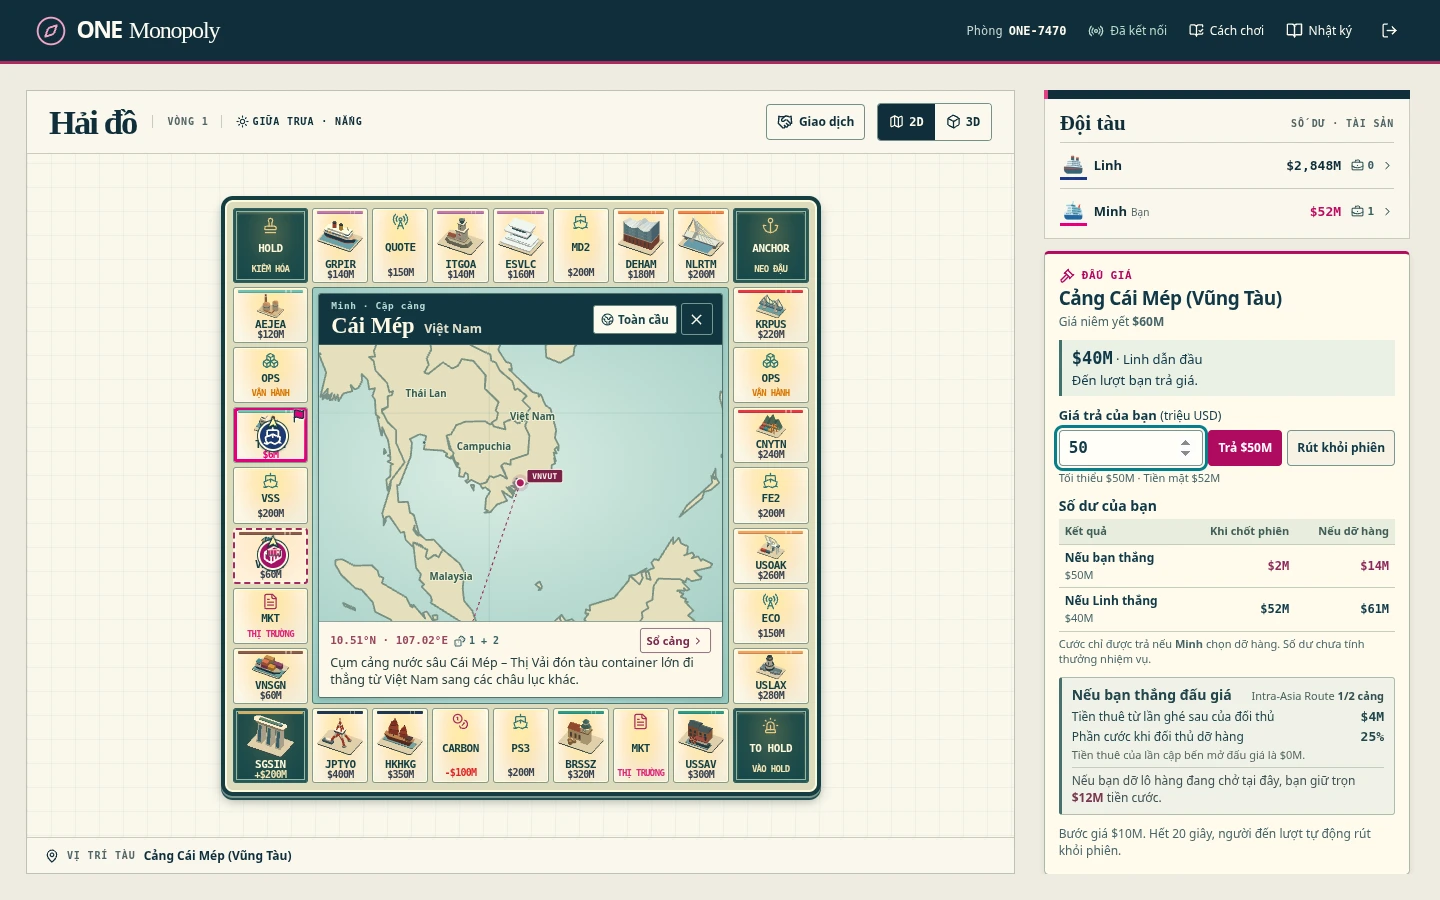 ONE Monopoly
Phòng ONE-7470
Đã kết nối
Cách chơi
Nhật ký
Hải đồ
VÒNG 1
GIỮA TRƯA · NẮNG
Giao dịch
2D
3D
HOLD
KIỂM HÓA
GRPIR
$140M
QUOTE
$150M
ITGOA
$140M
ESVLC
$160M
MD2
$200M
DEHAM
$180M
NLRTM
$200M
ANCHOR
NEO ĐẬU
AEJEA
$120M
OPS
VẬN HÀNH
$6M
VSS
$200M
$60M
MKT
THỊ TRƯỜNG
VNSGN
$60M
Minh · Cập cảng
Cái Mép Việt Nam
Toàn cầu
Thái Lan
Việt Nam
Campuchia
VNVUT
Malaysia
10.51°N · 107.02°E 1 + 2
Sổ cảng
Cụm cảng nước sâu Cái Mép – Thị Vải đón tàu container lớn đi
thẳng từ Việt Nam sang các châu lục khác.
KRPUS
$220M
OPS
VẬN HÀNH
CNYTN
$240M
FE2
$200M
USOAK
$260M
ECO
$150M
USLAX
$280M
SGSIN
+$200M
JPTYO
$400M
HKHKG
$350M
CARBON
-$100M
PS3
$200M
BRSSZ
$320M
MKT
THỊ TRƯỜNG
USSAV
$300M
TO HOLD
VÀO HOLD
VỊ TRÍ TÀU Cảng Cái Mép (Vũng Tàu)
Đội tàu
SỐ DƯ · TÀI SẢN
Linh
$2,848M
0
Minh Bạn
$52M
1
ĐẤU GIÁ
Cảng Cái Mép (Vũng Tàu)
Giá niêm yết $60M
$40M · Linh dẫn đầu
Đến lượt bạn trả giá.
Giá trả của bạn (triệu USD)
50
Trả $50M
Rút khỏi phiên
Tối thiểu $50M · Tiền mặt $52M
Số dư của bạn
Kết quả Khi chốt phiên Nếu dỡ hàng
Nếu bạn thắng
$50M
$2M
$14M
Nếu Linh thắng
$40M
$52M
$61M
Cước chỉ được trả nếu Minh chọn dỡ hàng. Số dư chưa tính
thưởng nhiệm vụ.
Nếu bạn thắng đấu giá Intra-Asia Route 1/2 cảng
Tiền thuê từ lần ghé sau của đối thủ $4M
Phần cước khi đối thủ dỡ hàng 25%
Tiền thuê của lần cập bến mở đấu giá là $0M.
Nếu bạn dỡ lô hàng đang chở tại đây, bạn giữ trọn
$12M tiền cước.
Bước giá $10M. Hết 20 giây, người đến lượt tự động rút
khỏi phiên.